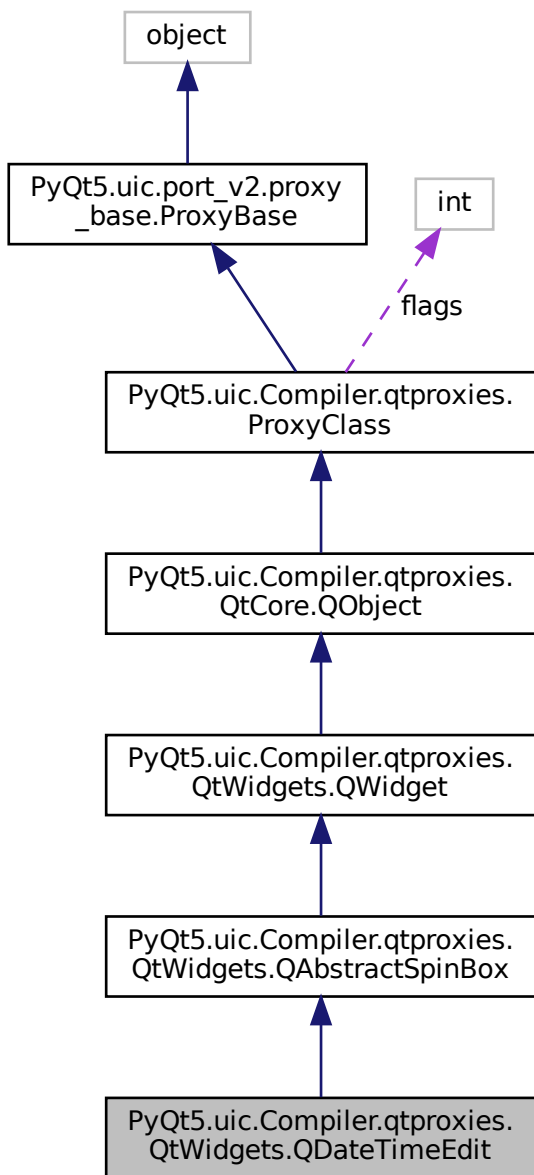 object
PyQt5.uic.port_v2.proxy
_base.ProxyBase
int
flags
PyQt5.uic.Compiler.qtproxies.
ProxyClass
PyQt5.uic.Compiler.qtproxies.
QtCore.QObject
PyQt5.uic.Compiler.qtproxies.
QtWidgets.QWidget
PyQt5.uic.Compiler.qtproxies.
QtWidgets.QAbstractSpinBox
PyQt5.uic.Compiler.qtproxies.
QtWidgets.QDateTimeEdit